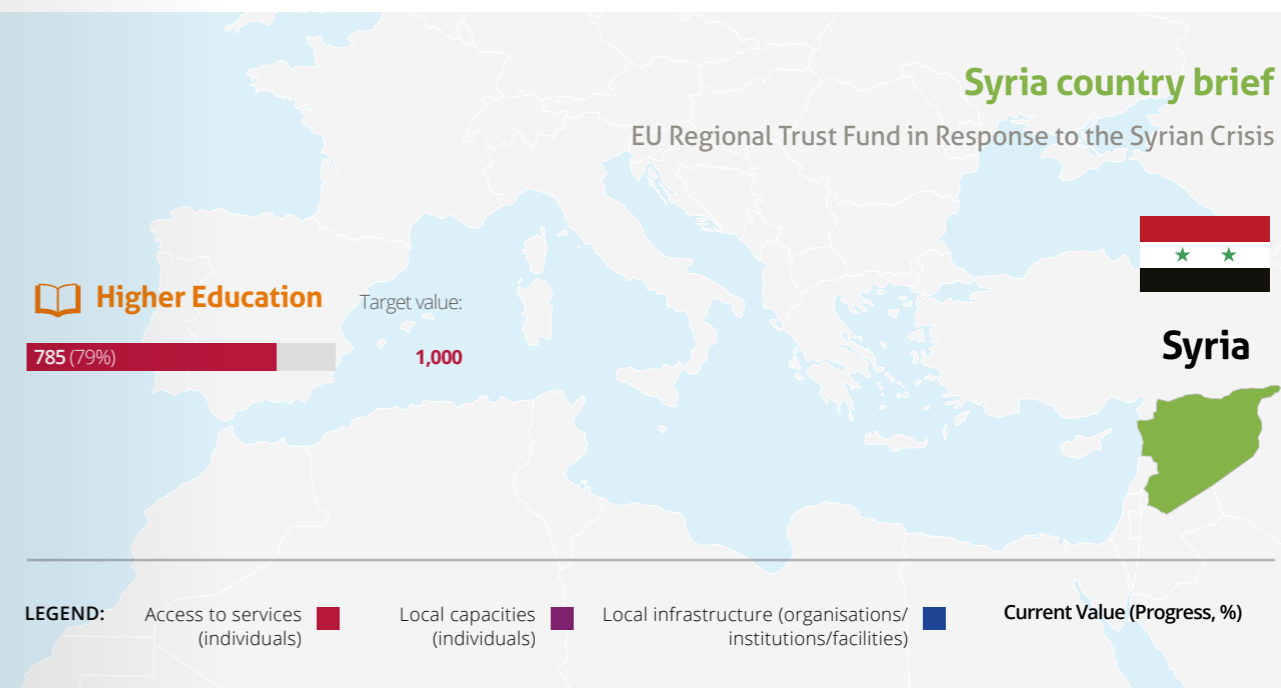 Syria country brief
EU Regional Trust Fund in Response to the Syrian Crisis
Higher Education
Target value:
785 (79%)
1,000
Syria
LEGEND:
Access to services
(individuals)
Local capacities
(individuals)
Local infrastructure (organisations/
institutions/facilities)
Current Value (Progress, %)